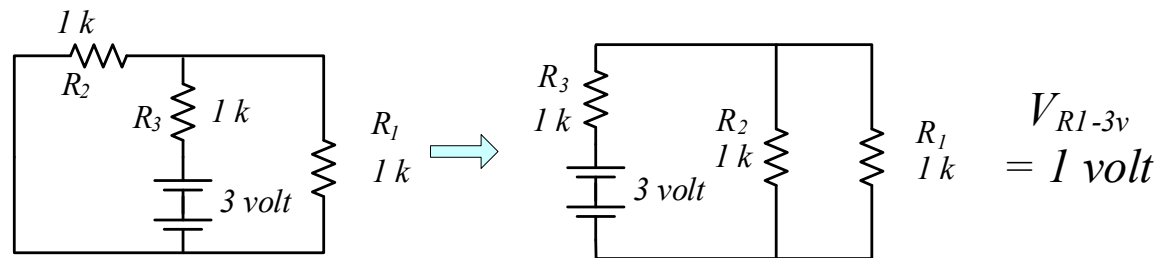 1 k
R2
R3
1 k
3 volt
R1
1 k
R3
1 k
3 volt
R2
1 k
R1
1 k
VR1-3v
= 1 volt